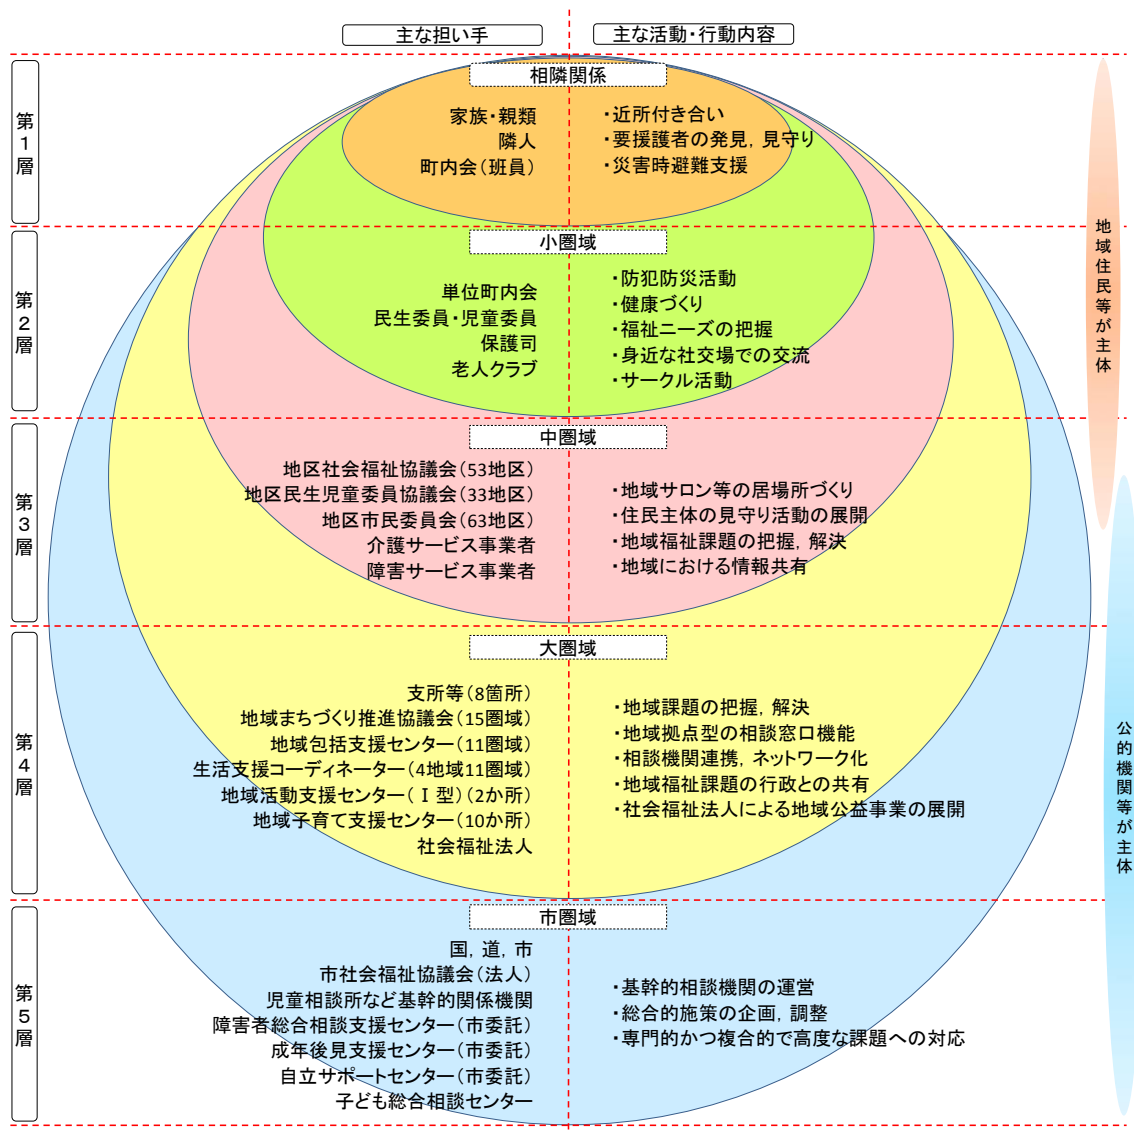 主な担い手
主な活動・行動内容
第1層
相隣関係
家族・親類
隣人
町内会(班員)
・近所付き合い
・要援護者の発見，見守り
・災害時避難支援
第2層
小圏域
単位町内会
民生委員・児童委員
保護司
老人クラブ
・防犯防災活動
・健康づくり
・福祉ニーズの把握
・身近な社交場での交流
・サークル活動
第3層
中圏域
地区社会福祉協議会(53地区)
地区民生児童委員協議会(33地区)
地区市民委員会(63地区)
介護サービス事業者
障害サービス事業者
・地域サロン等の居場所づくり
・住民主体の見守り活動の展開
・地域福祉課題の把握，解決
・地域における情報共有
第4層
大圏域
支所等(8箇所)
地域まちづくり推進協議会(15圏域)
地域包括支援センター(11圏域)
生活支援コーディネーター(4地域11圏域)
地域活動支援センター(Ⅰ型)(2か所)
地域子育て支援センター(10か所)
社会福祉法人
・地域課題の把握，解決
・地域拠点型の相談窓口機能
・相談機関連携，ネットワーク化
・地域福祉課題の行政との共有
・社会福祉法人による地域公益事業の展開
第5層
市圏域
国，道，市
市社会福祉協議会(法人)
児童相談所など基幹的関係機関
障害者総合相談支援センター(市委託)
成年後見支援センター(市委託)
自立サポートセンター(市委託)
子ども総合相談センター
・基幹的相談機関の運営
・総合的施策の企画，調整
・専門的かつ複合的で高度な課題への対応
地域住民等が主体
公的機関等が主体